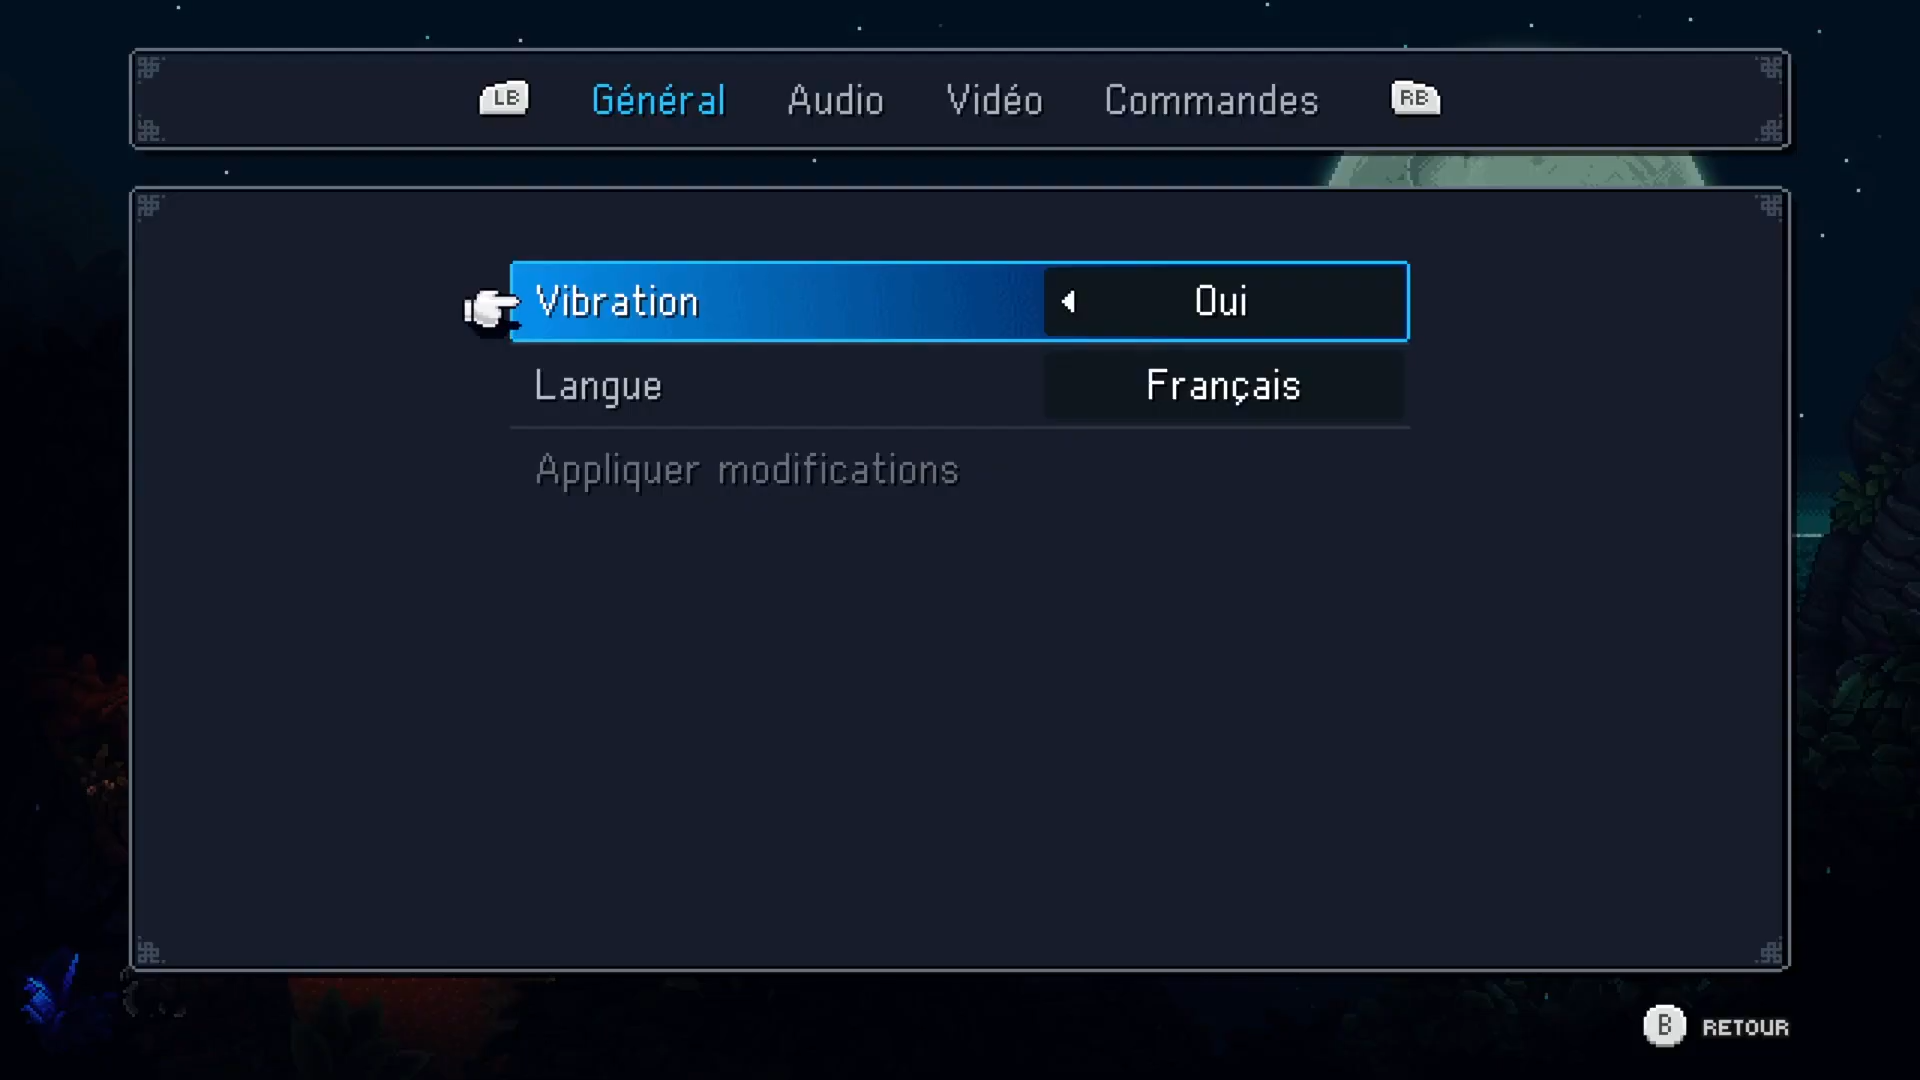 LB Général Audio Vidéo Commandes RB
Vibration Oui
Langue Français
Appliquer modifications
B RETOUR